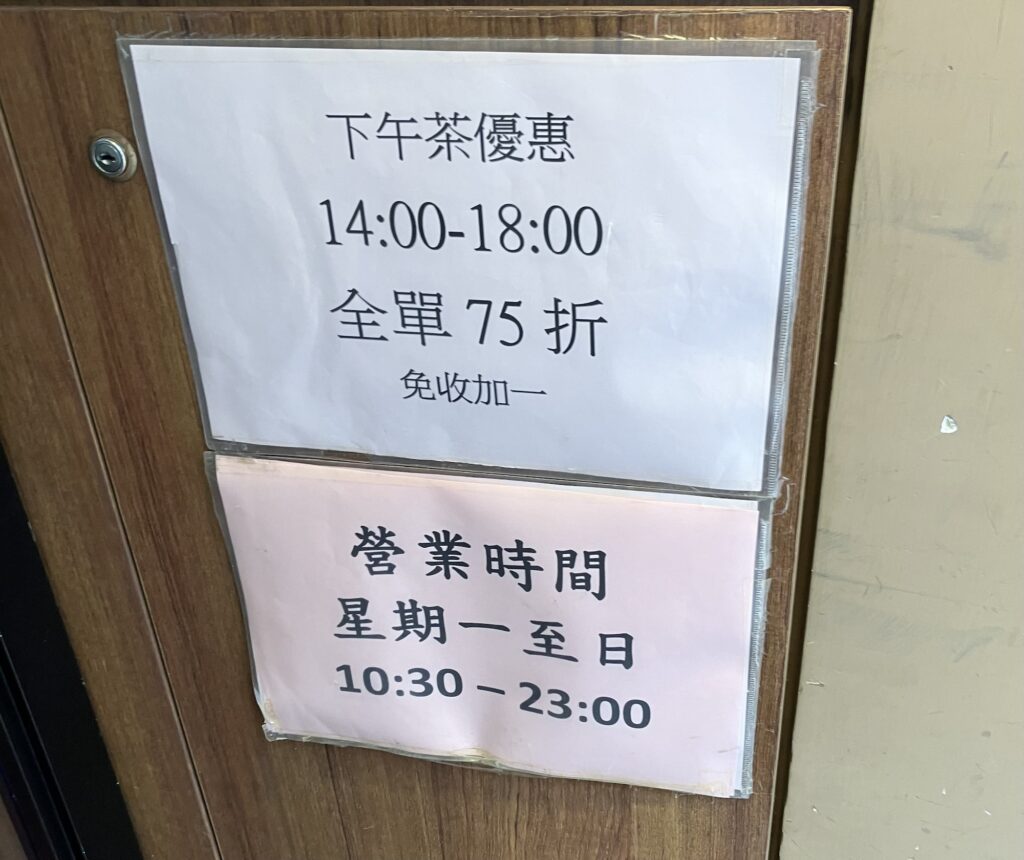 下午茶優惠
14:00-18:00
全單 75 折
免收加一
營業時間
星期一至日
10:30 – 23:00